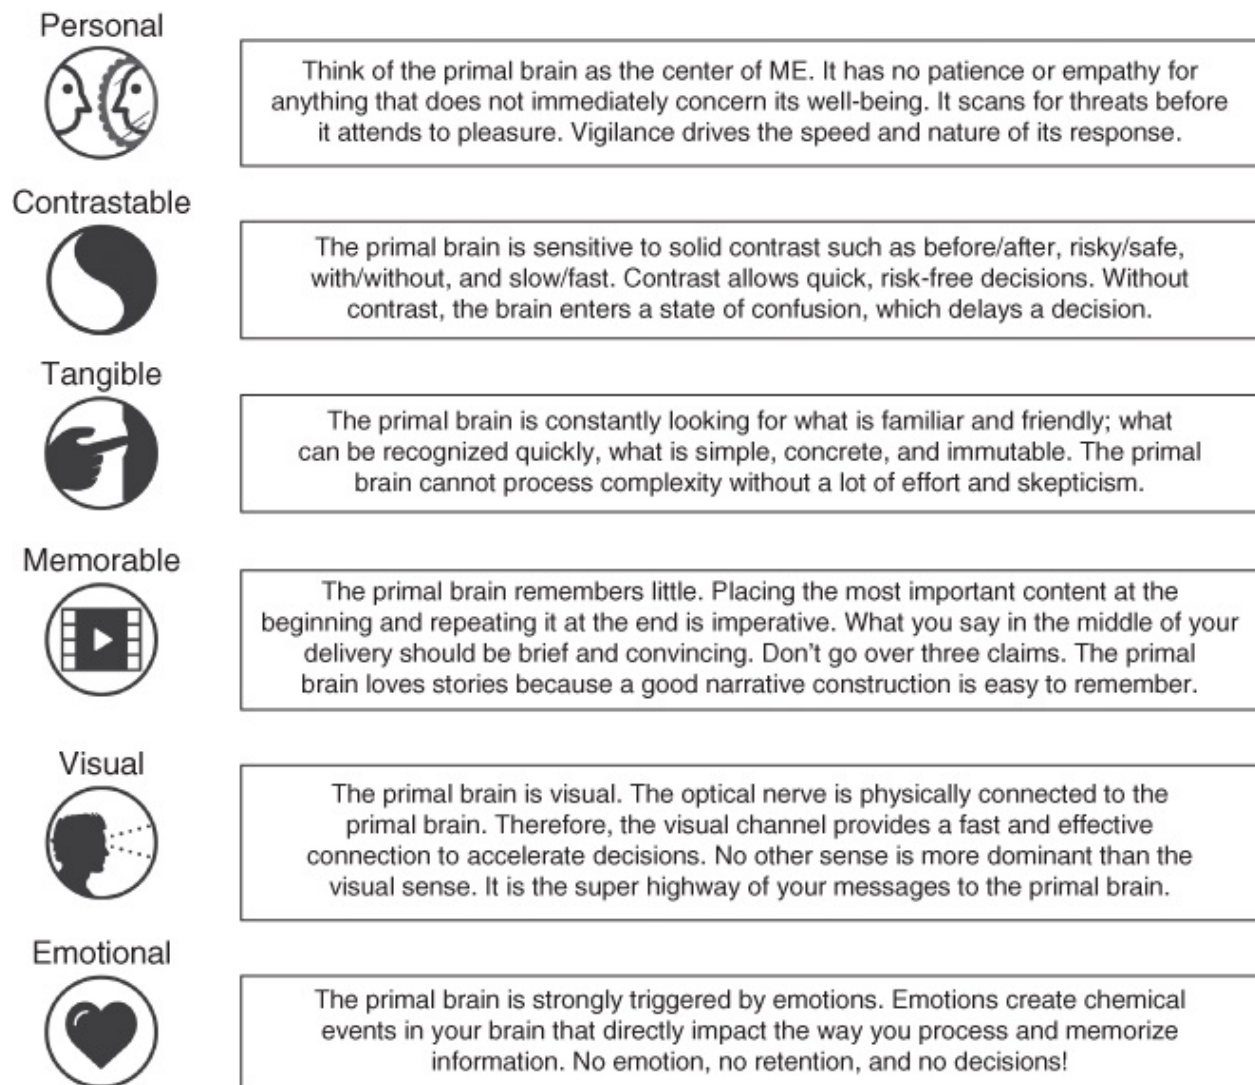 Personal
Think of the primal brain as the center of ME. It has no patience or empathy for
anything that does not immediately concern its well-being. It scans for threats before
it attends to pleasure. Vigilance drives the speed and nature of its response.
Contrastable
The primal brain is sensitive to solid contrast such as before/after, risky/safe,
with/without, and slow/fast. Contrast allows quick, risk-free decisions. Without
contrast, the brain enters a state of confusion, which delays a decision.
Tangible
The primal brain is constantly looking for what is familiar and friendly; what
can be recognized quickly, what is simple, concrete, and immutable. The primal
brain cannot process complexity without a lot of effort and skepticism.
Memorable
The primal brain remembers little. Placing the most important content at the
beginning and repeating it at the end is imperative. What you say in the middle of your
delivery should be brief and convincing. Don't go over three claims. The primal
brain loves stories because a good narrative construction is easy to remember.
Visual
The primal brain is visual. The optical nerve is physically connected to the
primal brain. Therefore, the visual channel provides a fast and effective
connection to accelerate decisions. No other sense is more dominant than the
visual sense. It is the super highway of your messages to the primal brain.
Emotional
The primal brain is strongly triggered by emotions. Emotions create chemical
events in your brain that directly impact the way you process and memorize
information. No emotion, no retention, and no decisions!